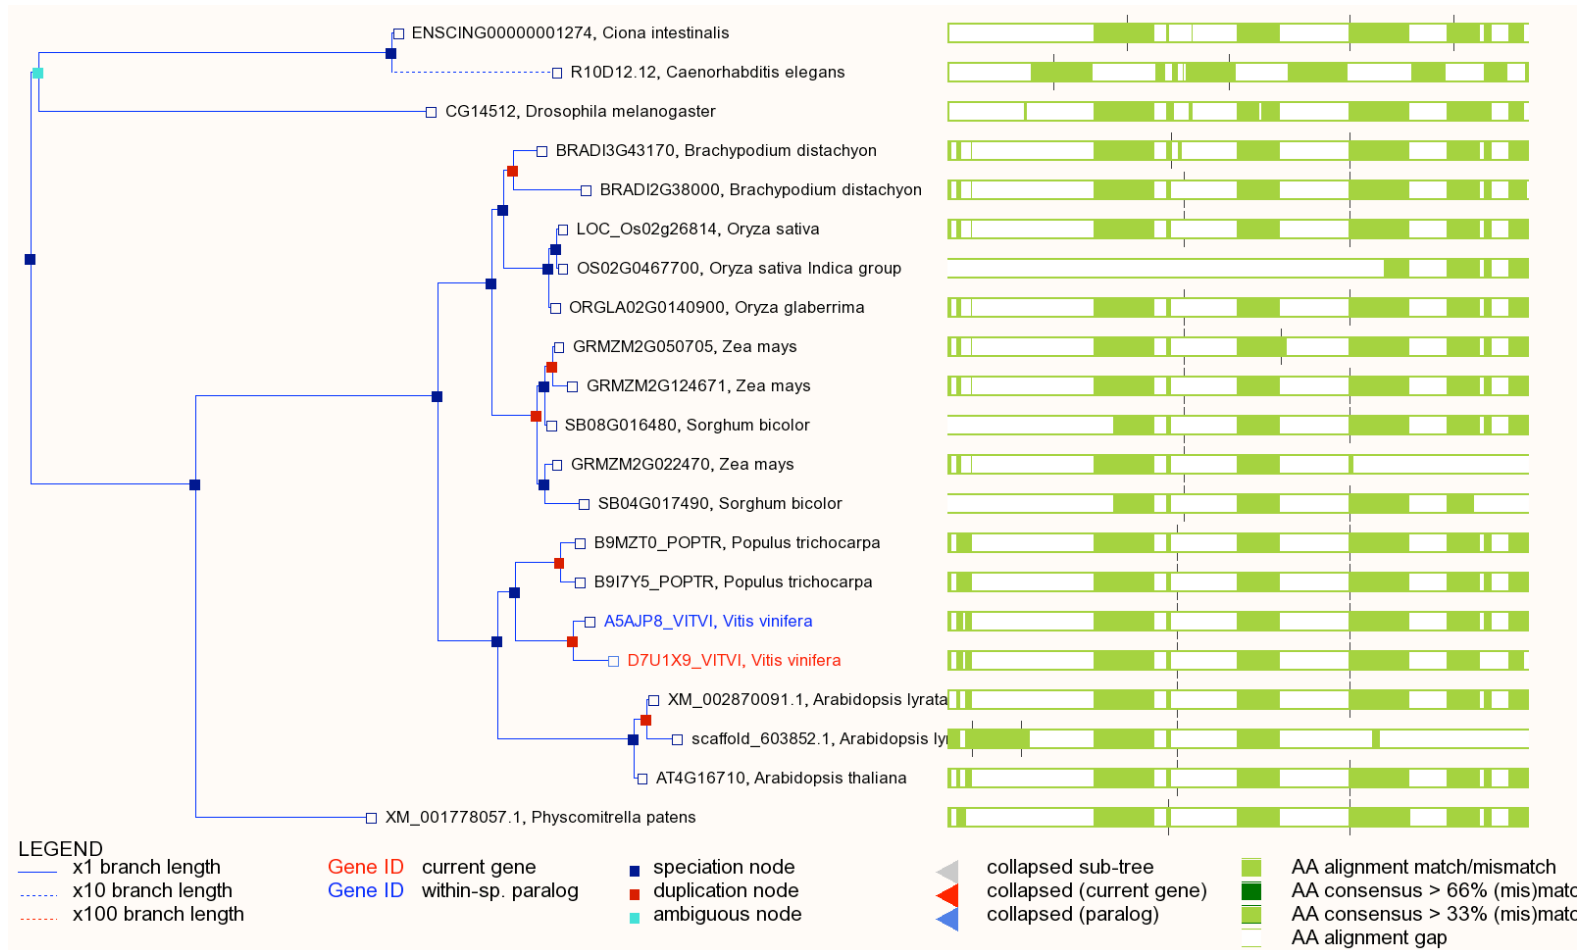 ENSCING00000001274, Ciona intestinalis
R10D12.12, Caenorhabditis elegans
CG14512, Drosophila melanogaster
BRADI3G43170, Brachypodium distachyon
BRADI2G38000, Brachypodium distachyon
LOC_Os02g26814, Oryza sativa
OS02G0467700, Oryza sativa Indica group
ORGLA02G0140900, Oryza glaberrima
GRMZM2G050705, Zea mays
GRMZM2G124671, Zea mays
SB08G016480, Sorghum bicolor
GRMZM2G022470, Zea mays
SB04G017490, Sorghum bicolor
B9MZT0_POPTR, Populus trichocarpa
B9I7Y5_POPTR, Populus trichocarpa
A5AJP8_VITVI, Vitis vinifera
D7U1X9_VITVI, Vitis vinifera
XM_002870091.1, Arabidopsis lyrata
scaffold_603852.1, Arabidopsis ly
AT4G16710, Arabidopsis thaliana
XM_001778057.1, Physcomitrella patens
LEGEND
x1 branch length
x10 branch length
x100 branch length
Gene ID current gene
Gene ID within-sp. paralog
speciation node
duplication node
ambiguous node
collapsed sub-tree
collapsed (current gene)
collapsed (paralog)
AA alignment match/mismatch
AA consensus > 66% (mis)matc
AA consensus > 33% (mis)matc
AA alignment gap